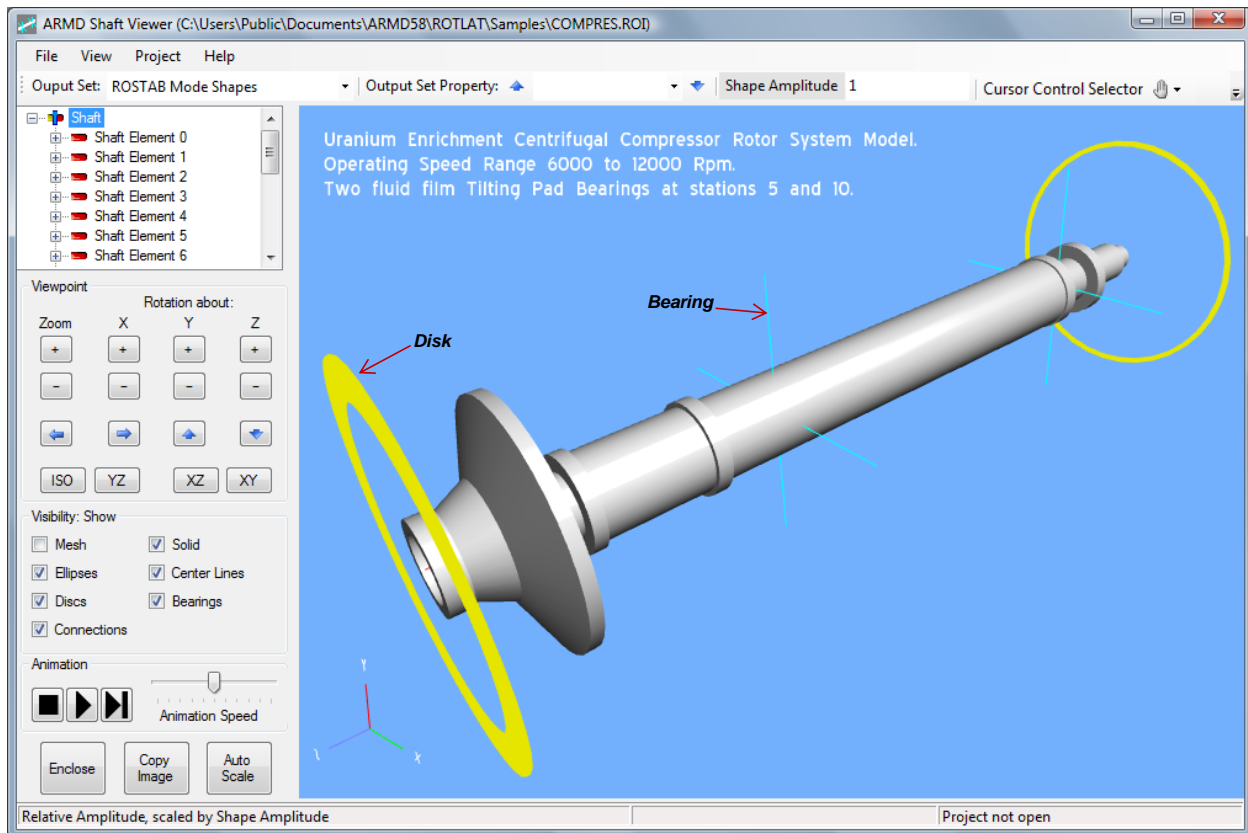 ARMD Shaft Viewer (C:\Users\Public\Documents\ARMD58\ROTLAT\Samples\COMPRES.ROI)
File View Project Help
Ouput Set: ROSTAB Mode Shapes Output Set Property: Shape Amplitude 1 Cursor Control Selector
Shaft
Shaft Element 0
Shaft Element 1
Shaft Element 2
Shaft Element 3
Shaft Element 4
Shaft Element 5
Shaft Element 6
Viewpoint
Rotation about:
Zoom X Y Z
+ + + +
- - - -
ISO YZ XZ XY
Visibility: Show
Mesh Solid
Ellipses Center Lines
Discs Bearings
Connections
Animation
Animation Speed
Enclose Copy Image Auto Scale
Uranium Enrichment Centrifugal Compressor Rotor System Model.
Operating Speed Range 6000 to 12000 Rpm.
Two fluid film Tilting Pad Bearings at stations 5 and 10.
Bearing
Disk
Y
Z X
Relative Amplitude, scaled by Shape Amplitude Project not open